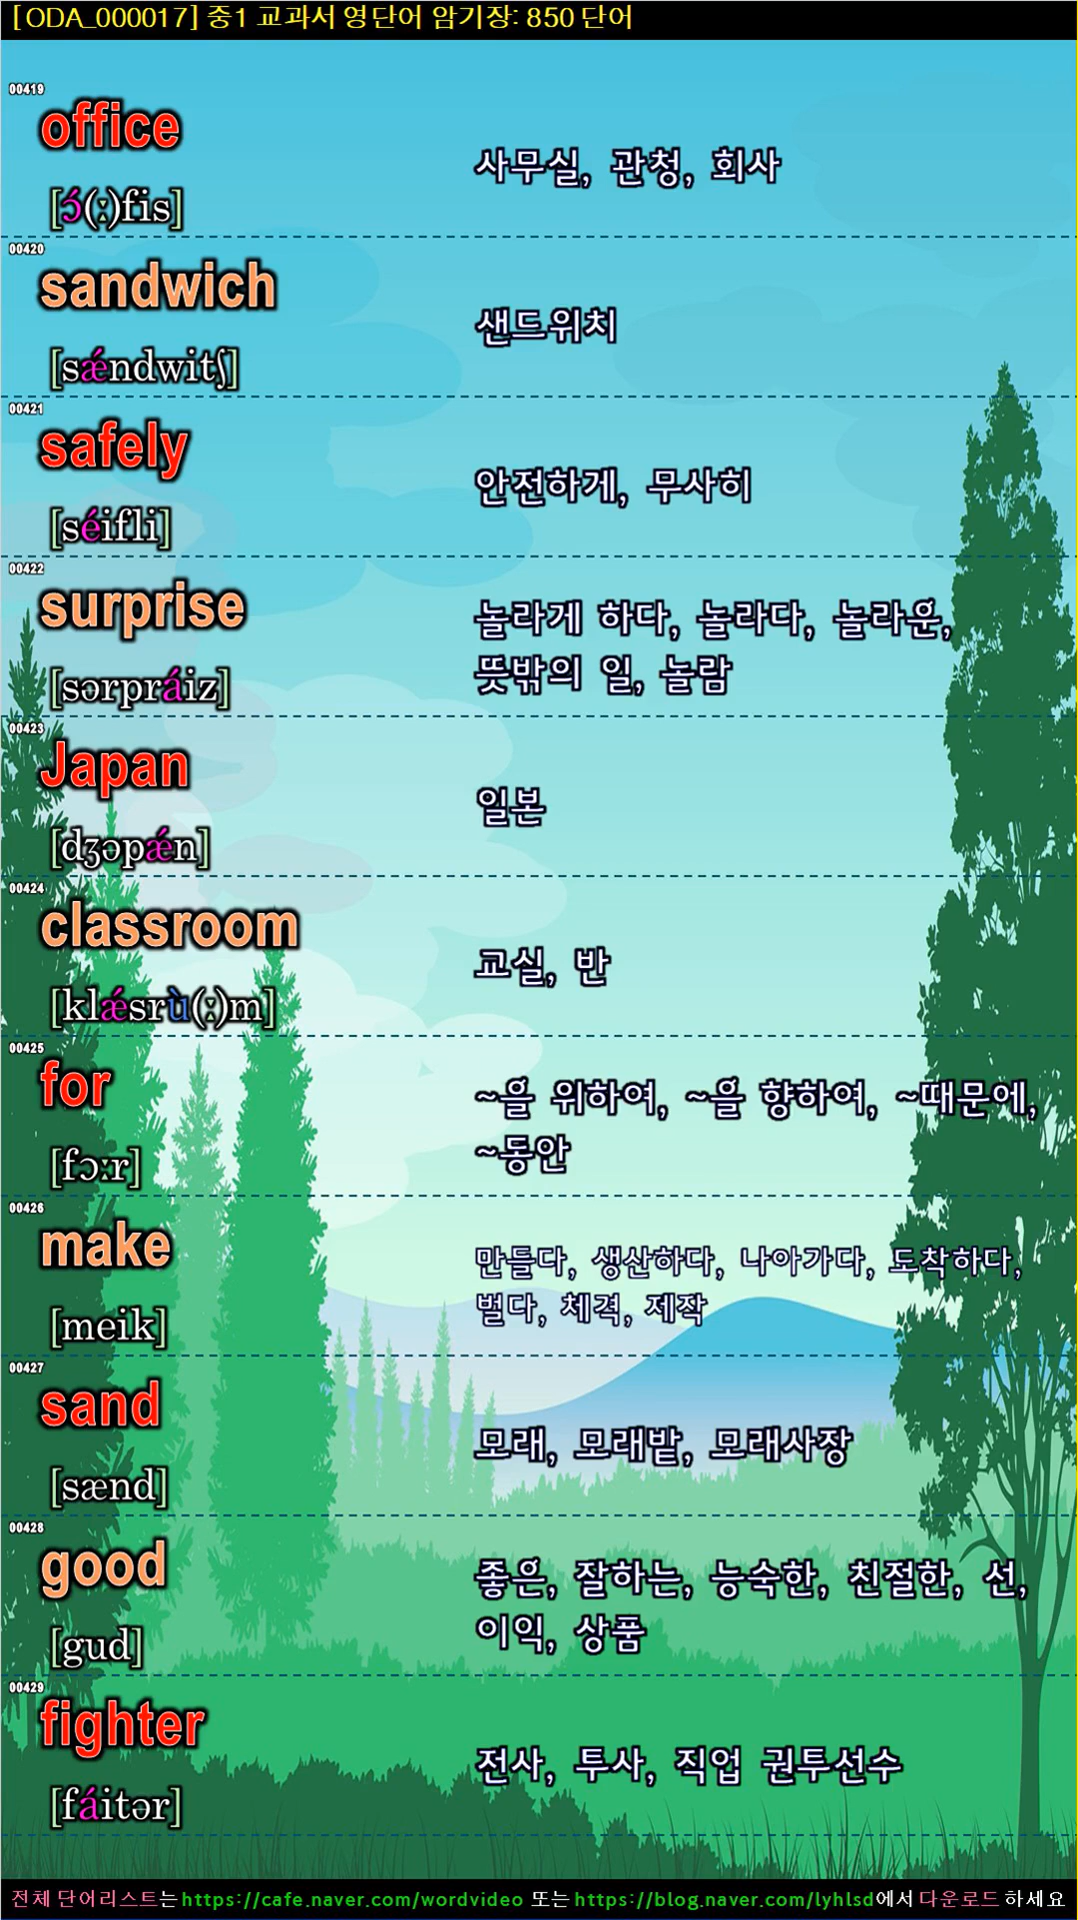 [ODA_000017] 중1 교과서 영단어 암기장: 850 단어
00419
office
사무실, 관청, 회사
[ɔ́(ː)fis]
00420
sandwich
샌드위치
[sǽndwitʃ]
00421
safely
안전하게, 무사히
[séifli]
00422
surprise
놀라게 하다, 놀라다, 놀라운,
뜻밖의 일, 놀람
[sərpráiz]
00423
Japan
일본
[dʒəpǽn]
00424
classroom
교실, 반
[klǽsrù(ː)m]
00425
for
~을 위하여, ~을 향하여, ~때문에,
~동안
[fɔːr]
00426
make
만들다, 생산하다, 나아가다, 도착하다,
벌다, 체격, 제작
[meik]
00427
sand
모래, 모래밭, 모래사장
[sænd]
00428
good
좋은, 잘하는, 능숙한, 친절한, 선,
이익, 상품
[gud]
00429
fighter
전사, 투사, 직업 권투선수
[fáitər]
전체 단어리스트는 https://cafe.naver.com/wordvideo 또는 https://blog.naver.com/lyhlsd에서 다운로드 하세요